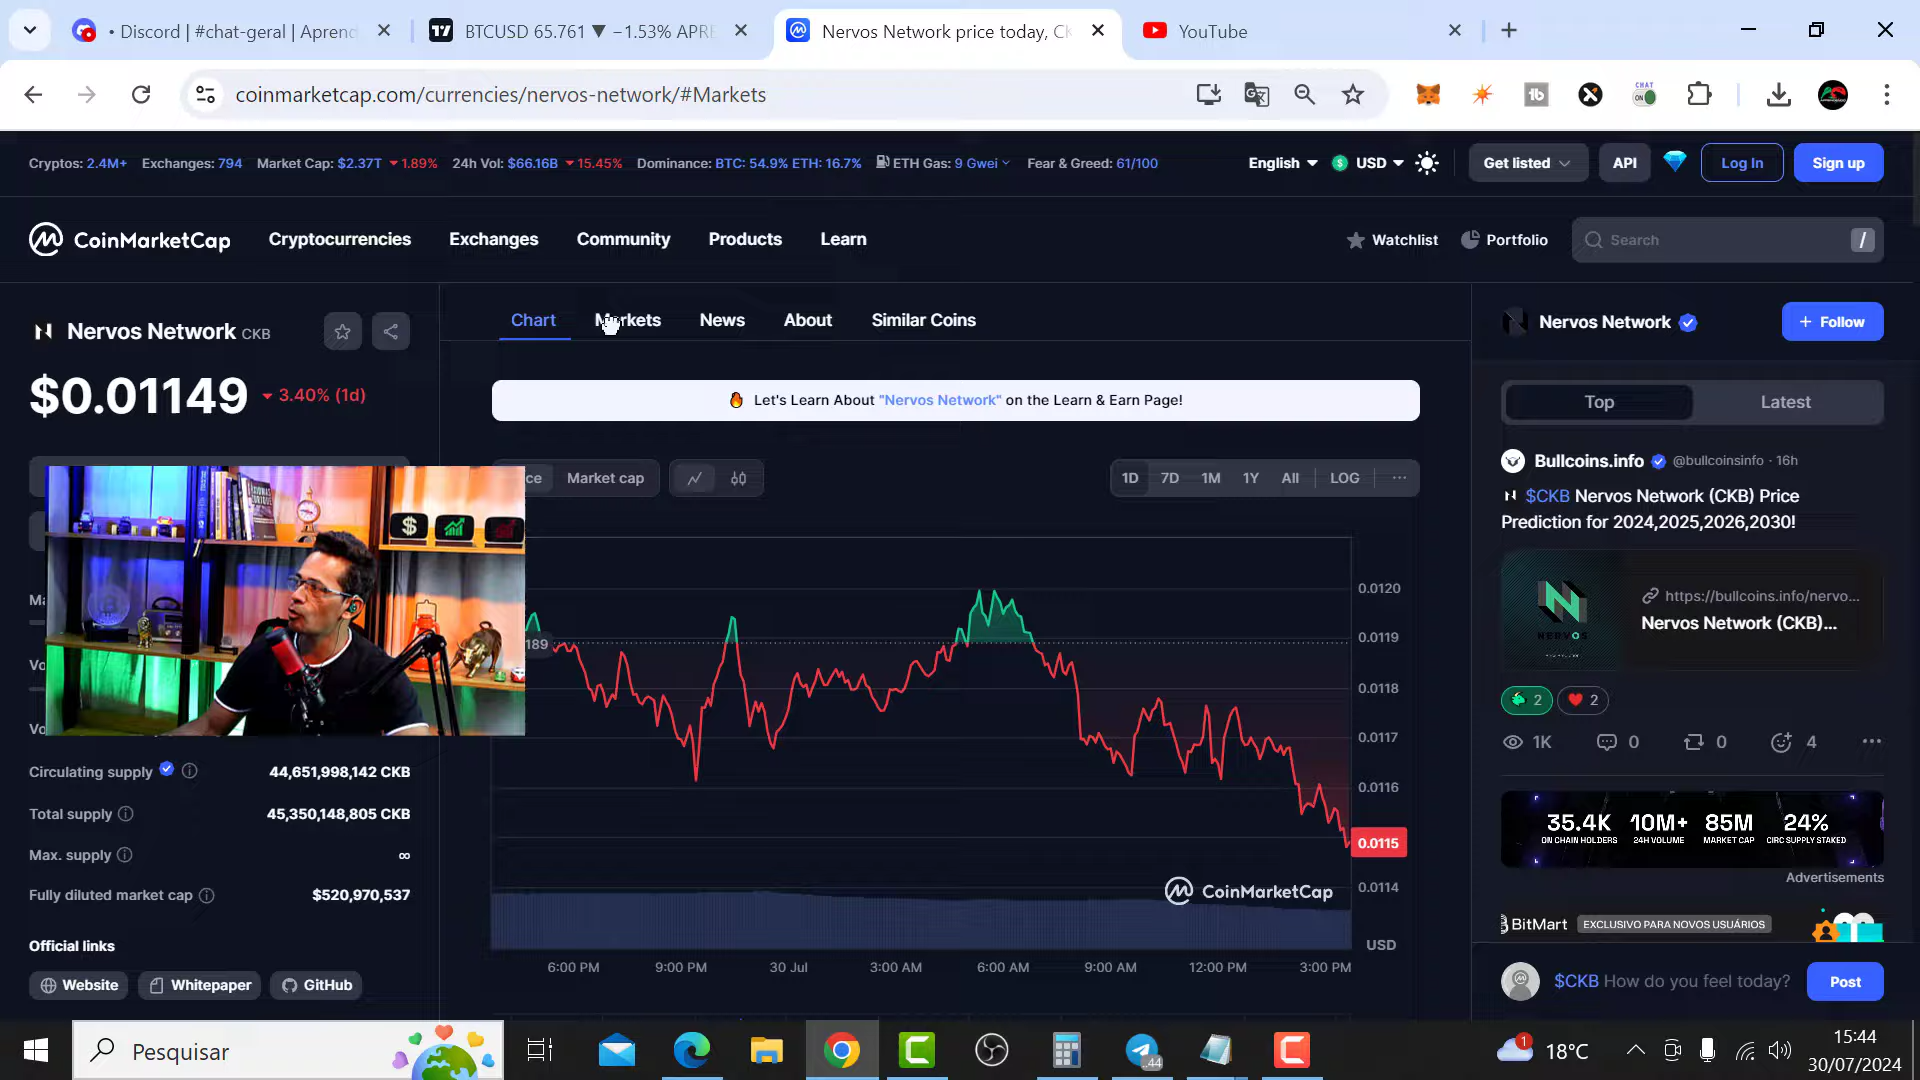 • Discord | #chat-geral | Aprend
BTCUSD 65.761 ▼ −1.53% APRE
Nervos Network price today, CK
YouTube
coinmarketcap.com/currencies/nervos-network/#Markets
CHAT
ON
Cryptos: 2.4M+ Exchanges: 794 Market Cap: $2.37T 1.89% 24h Vol: $66.16B 15.45% Dominance: BTC: 54.9% ETH: 16.7% ETH Gas: 9 Gwei Fear & Greed: 61/100
English USD Get listed API Log In Sign up
CoinMarketCap Cryptocurrencies Exchanges Community Products Learn
Watchlist Portfolio Search /
Nervos Network CKB
$0.01149 3.40% (1d)
Chart Markets News About Similar Coins
Nervos Network + Follow
🔥 Let's Learn About "Nervos Network" on the Learn & Earn Page!
ce Market cap
1D 7D 1M 1Y All LOG ...
Top Latest
Bullcoins.info @bullcoinsinfo · 16h
$CKB Nervos Network (CKB) Price
Prediction for 2024,2025,2026,2030!
NERVOS
https://bullcoins.info/nervo...
Nervos Network (CKB)...
2 2
1K 0 0 4 ...
Ma
Vo
Vo
$
189
0.0120
0.0119
0.0118
0.0117
0.0116
0.0115
0.0114
USD
CoinMarketCap
6:00 PM 9:00 PM 30 Jul 3:00 AM 6:00 AM 9:00 AM 12:00 PM 3:00 PM
Circulating supply 44,651,998,142 CKB
Total supply 45,350,148,805 CKB
Max. supply ∞
Fully diluted market cap $520,970,537
Official links
Website Whitepaper GitHub
35.4K 10M+ 85M 24%
ON CHAIN HOLDERS 24H VOLUME MARKET CAP CIRC SUPPLY STAKED
Advertisements
BitMart EXCLUSIVO PARA NOVOS USUÁRIOS
$CKB How do you feel today? Post
Pesquisar
44
1
18°C
15:44
30/07/2024